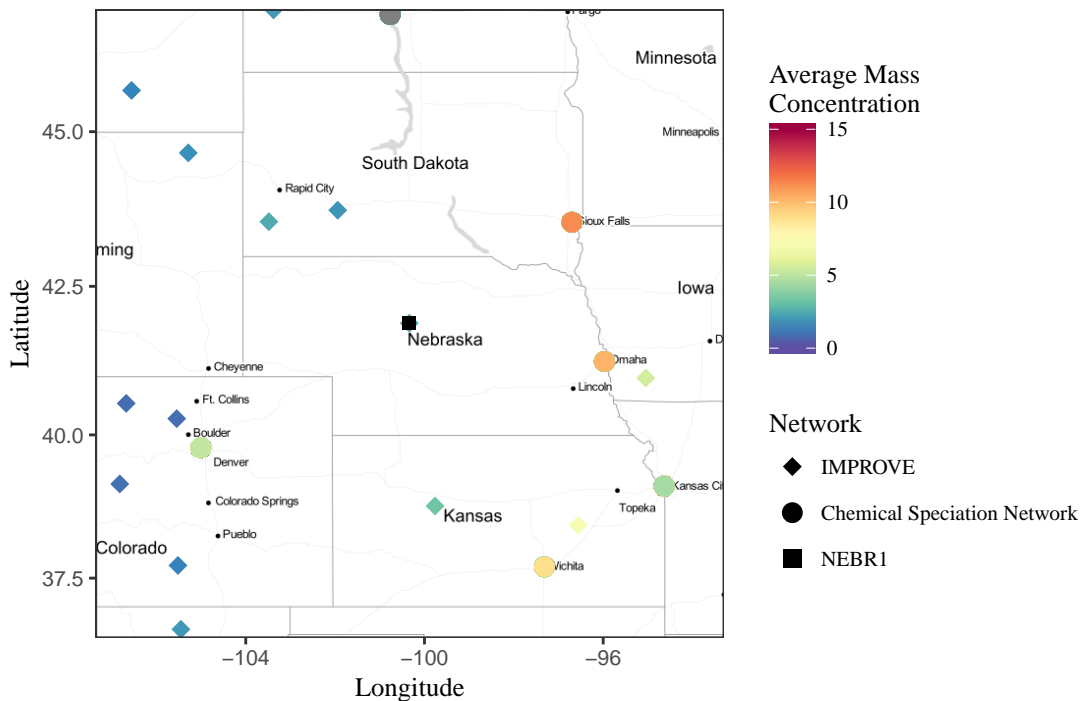 Fargo
Minnesota
Minneapolis
45.0
South Dakota
Rapid City
Sioux Falls
ming
42.5
Iowa
Nebraska
D
Omaha
Cheyenne
Lincoln
Ft. Collins
40.0
Boulder
Denver
Kansas Ci
Colorado Springs
Topeka
Kansas
Pueblo
Colorado
Wichita
37.5
−104
−100
−96
Longitude
Latitude
Average Mass
Concentration
15
10
5
0
Network
IMPROVE
Chemical Speciation Network
NEBR1